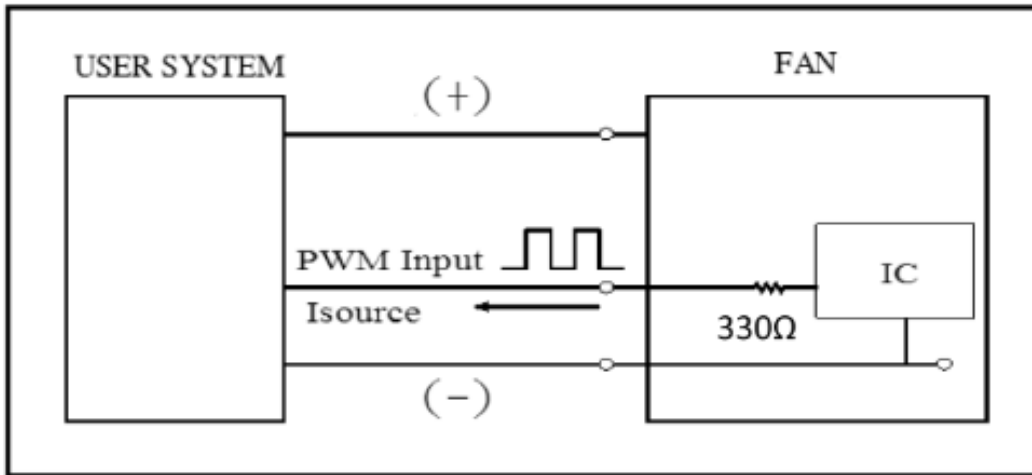 USER SYSTEM
FAN
(+)
PWM Input
IC
Isource
330Ω
(-)